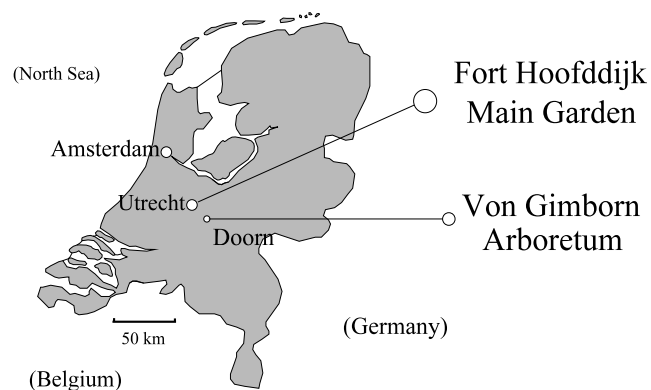 Fort Hoofddijk
Main Garden
(North Sea)
Amsterdam
Utrecht
Von Gimborn
Arboretum
Doorn
50 km
(Germany)
(Belgium)